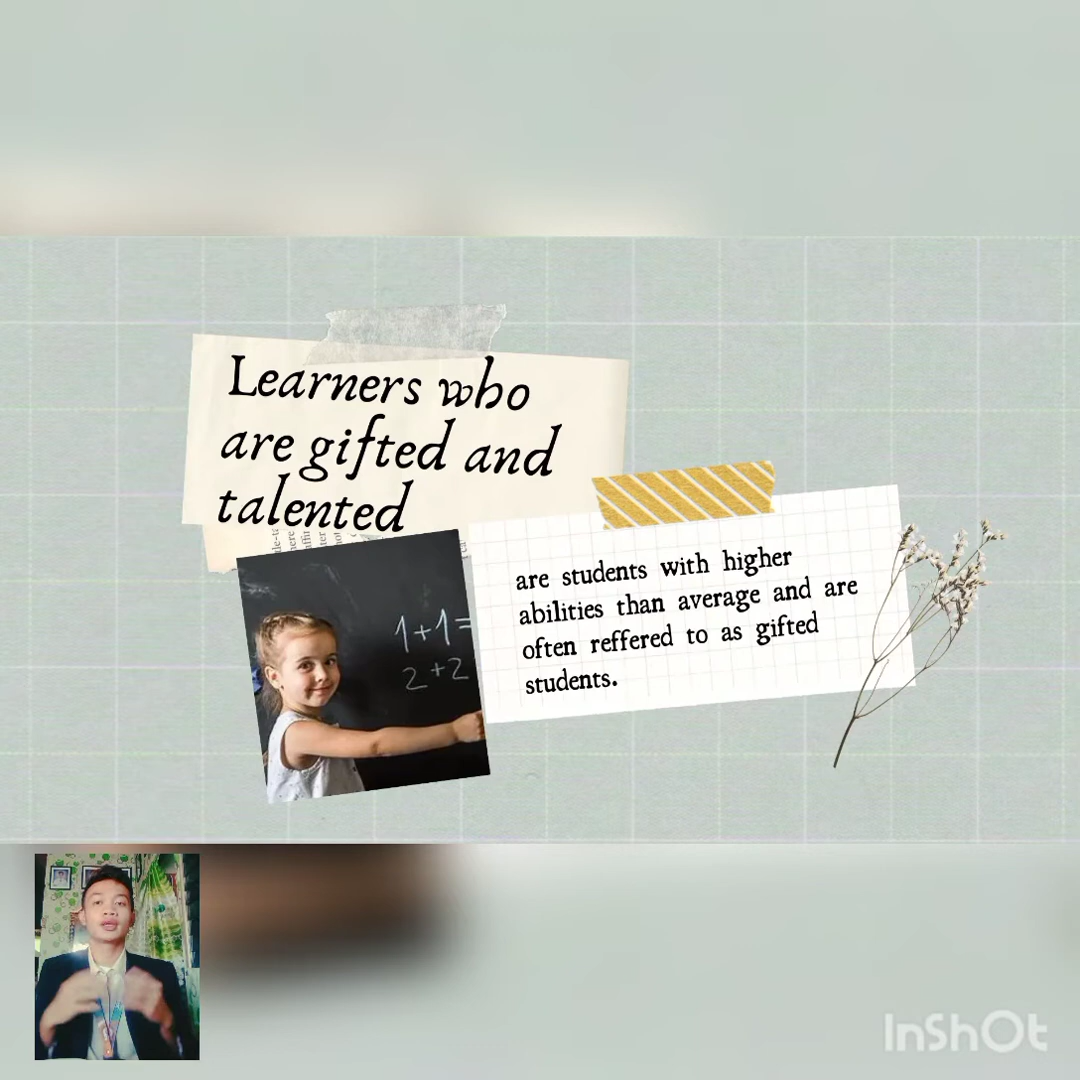 Learners who
are gifted and
talented
are students with higher
abilities than average and are
often reffered to as gifted
students.
1+1=
2+2
InShOt